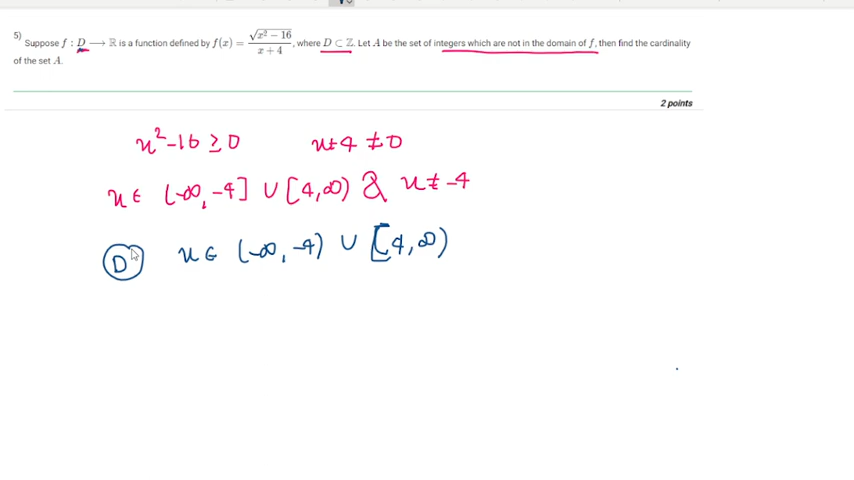 5) Suppose f : D ⟶ ℝ is a function defined by f(x) = √(x² − 16) / (x + 4), where D ⊂ ℤ. Let A be the set of integers which are not in the domain of f, then find the cardinality
of the set A.
2 points
x² - 16 ≥ 0 x + 4 ≠ 0
x ∈ (-∞, -4] ∪ [4, ∞) & x ≠ -4
D x ∈ (-∞, -4) ∪ [4, ∞)